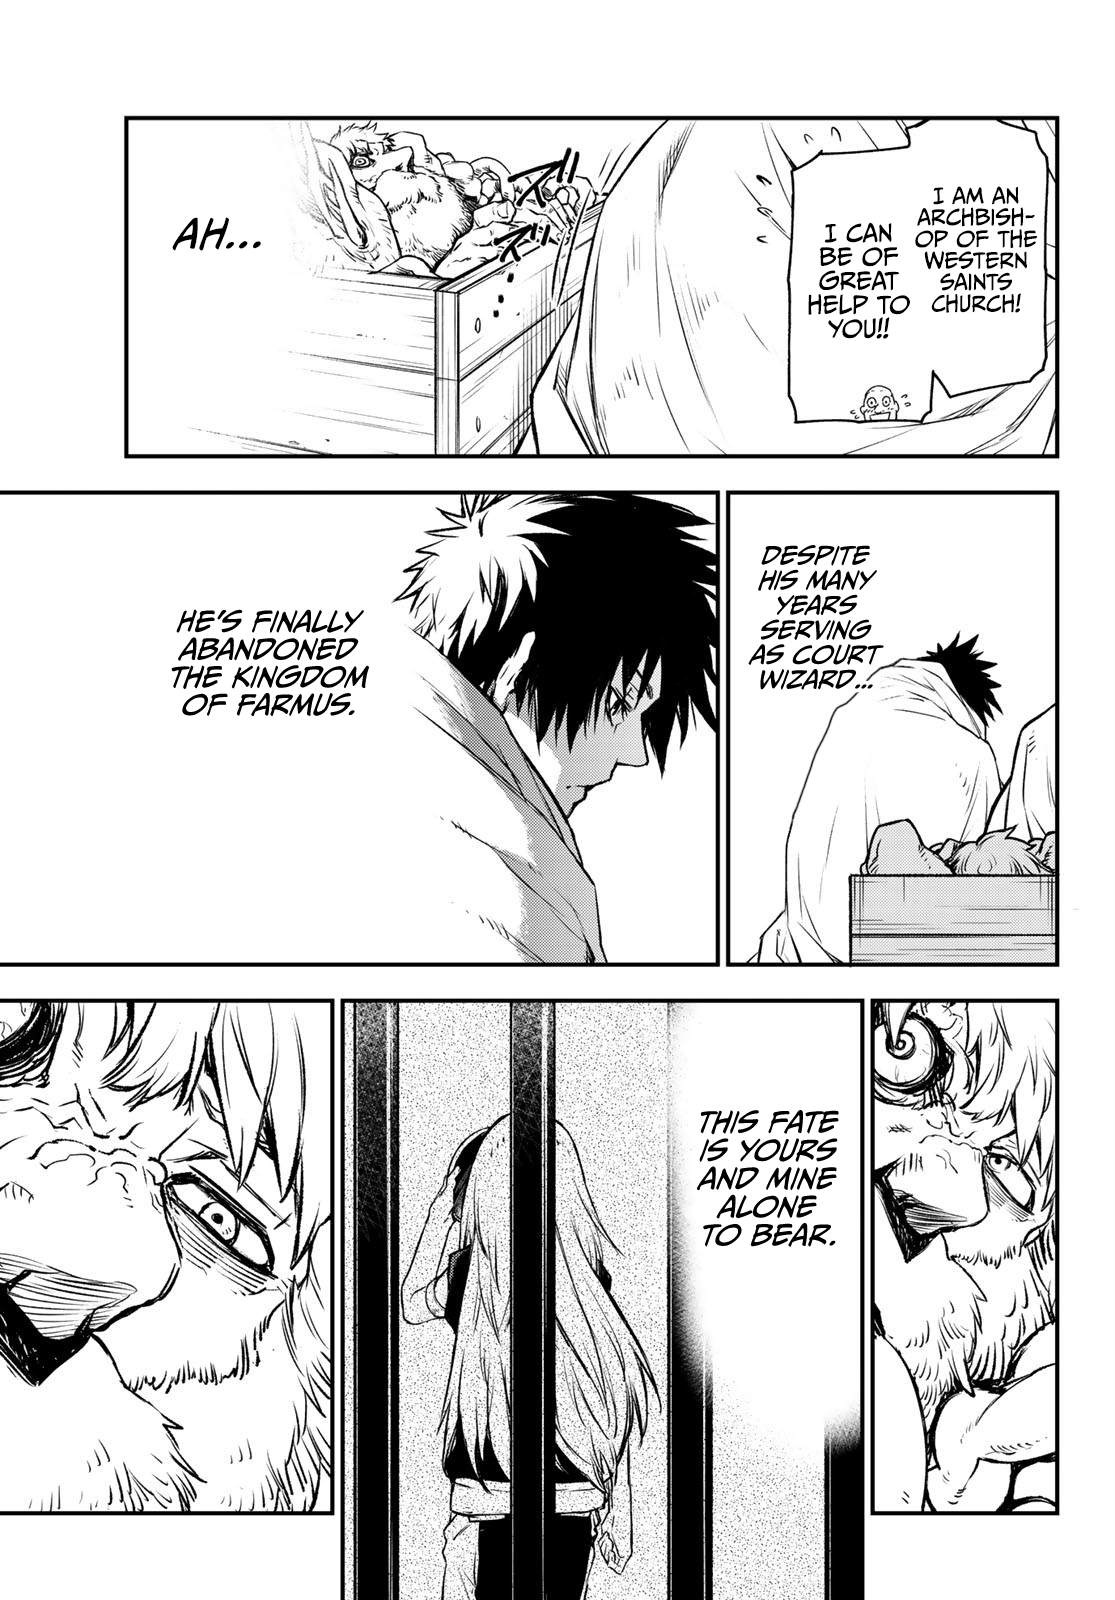 I AM AN
ARCHBISH-
OP OF THE
WESTERN
SAINTS
CHURCH!
I CAN
BE OF
GREAT
HELP TO
YOU!!
ズズ…
AH...
DESPITE
HIS MANY
YEARS
SERVING
AS COURT
WIZARD...
HE'S FINALLY
ABANDONED
THE KINGDOM
OF FARMUS.
THIS FATE
IS YOURS
AND MINE
ALONE
TO BEAR.